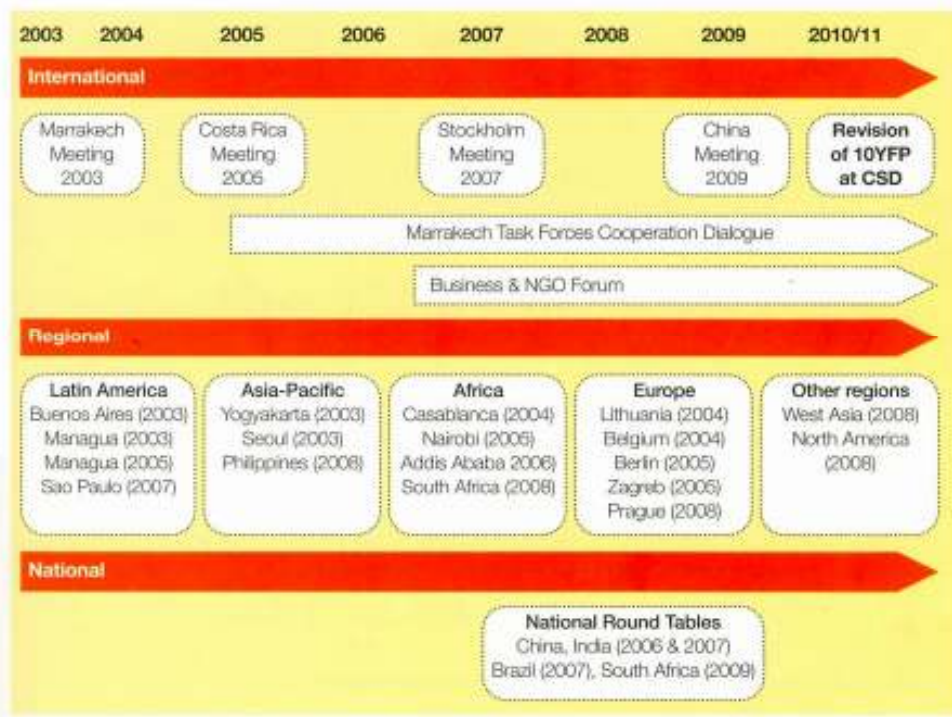 2003 2004 2005 2006 2007 2008 2009 2010/11
International
Marrakech
Meeting
2003
Costa Rica
Meeting
2005
Stockholm
Meeting
2007
China
Meeting
2009
Revision
of 10YFP
at CSD
Marrakech Task Forces Cooperation Dialogue
Business & NGO Forum
Regional
Latin America
Buenos Aires (2003)
Managua (2003)
Managua (2005)
Sao Paulo (2007)
Asia-Pacific
Yogyakarta (2003)
Seoul (2003)
Philippines (2008)
Africa
Casablanca (2004)
Nairobi (2005)
Addis Ababa 2006)
South Africa (2008)
Europe
Lithuania (2004)
Belgium (2004)
Berlin (2005)
Zagreb (2005)
Prague (2008)
Other regions
West Asia (2008)
North America
(2008)
National
National Round Tables
China, India (2006 & 2007)
Brazil (2007), South Africa (2009)